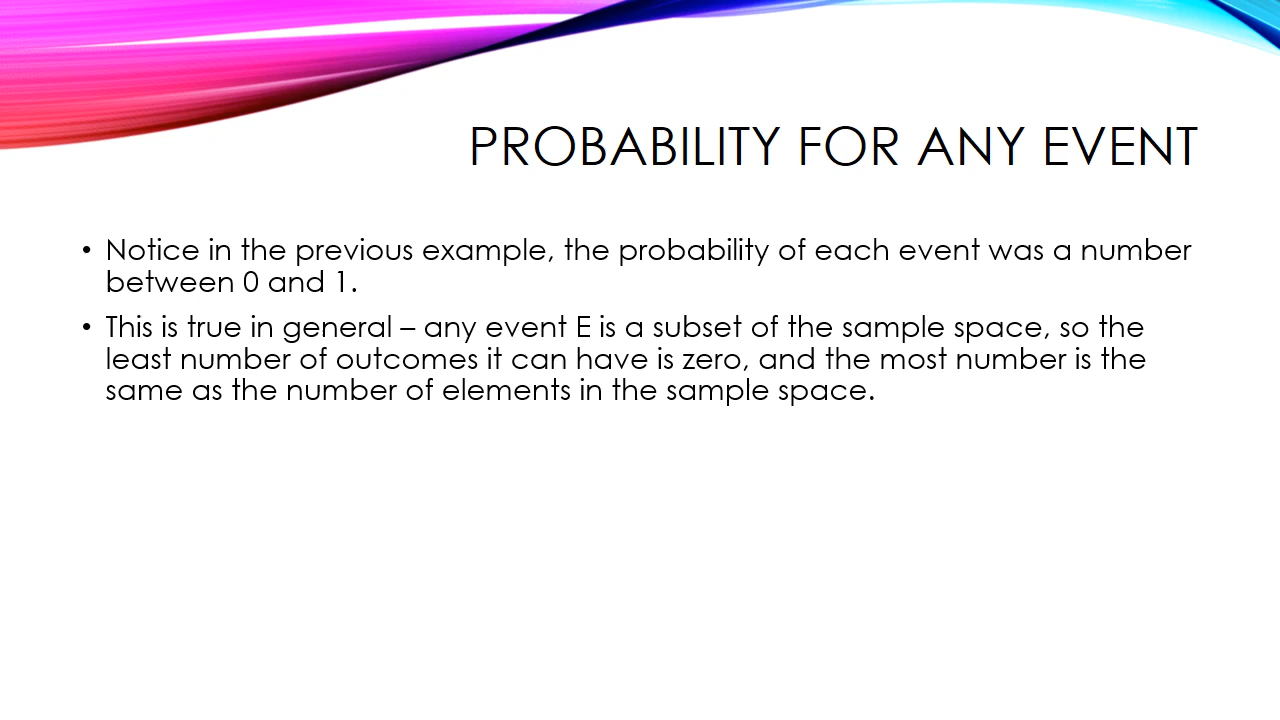 PROBABILITY FOR ANY EVENT
• Notice in the previous example, the probability of each event was a number
between 0 and 1.
• This is true in general – any event E is a subset of the sample space, so the
least number of outcomes it can have is zero, and the most number is the
same as the number of elements in the sample space.